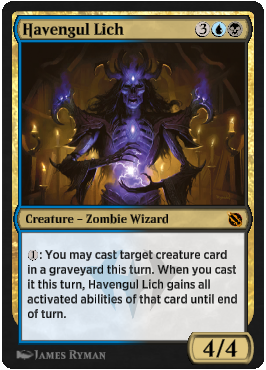 Havengul Lich 3
Creature – Zombie Wizard
1: You may cast target creature card
in a graveyard this turn. When you cast
it this turn, Havengul Lich gains all
activated abilities of that card until end
of turn.
4/4
James Ryman